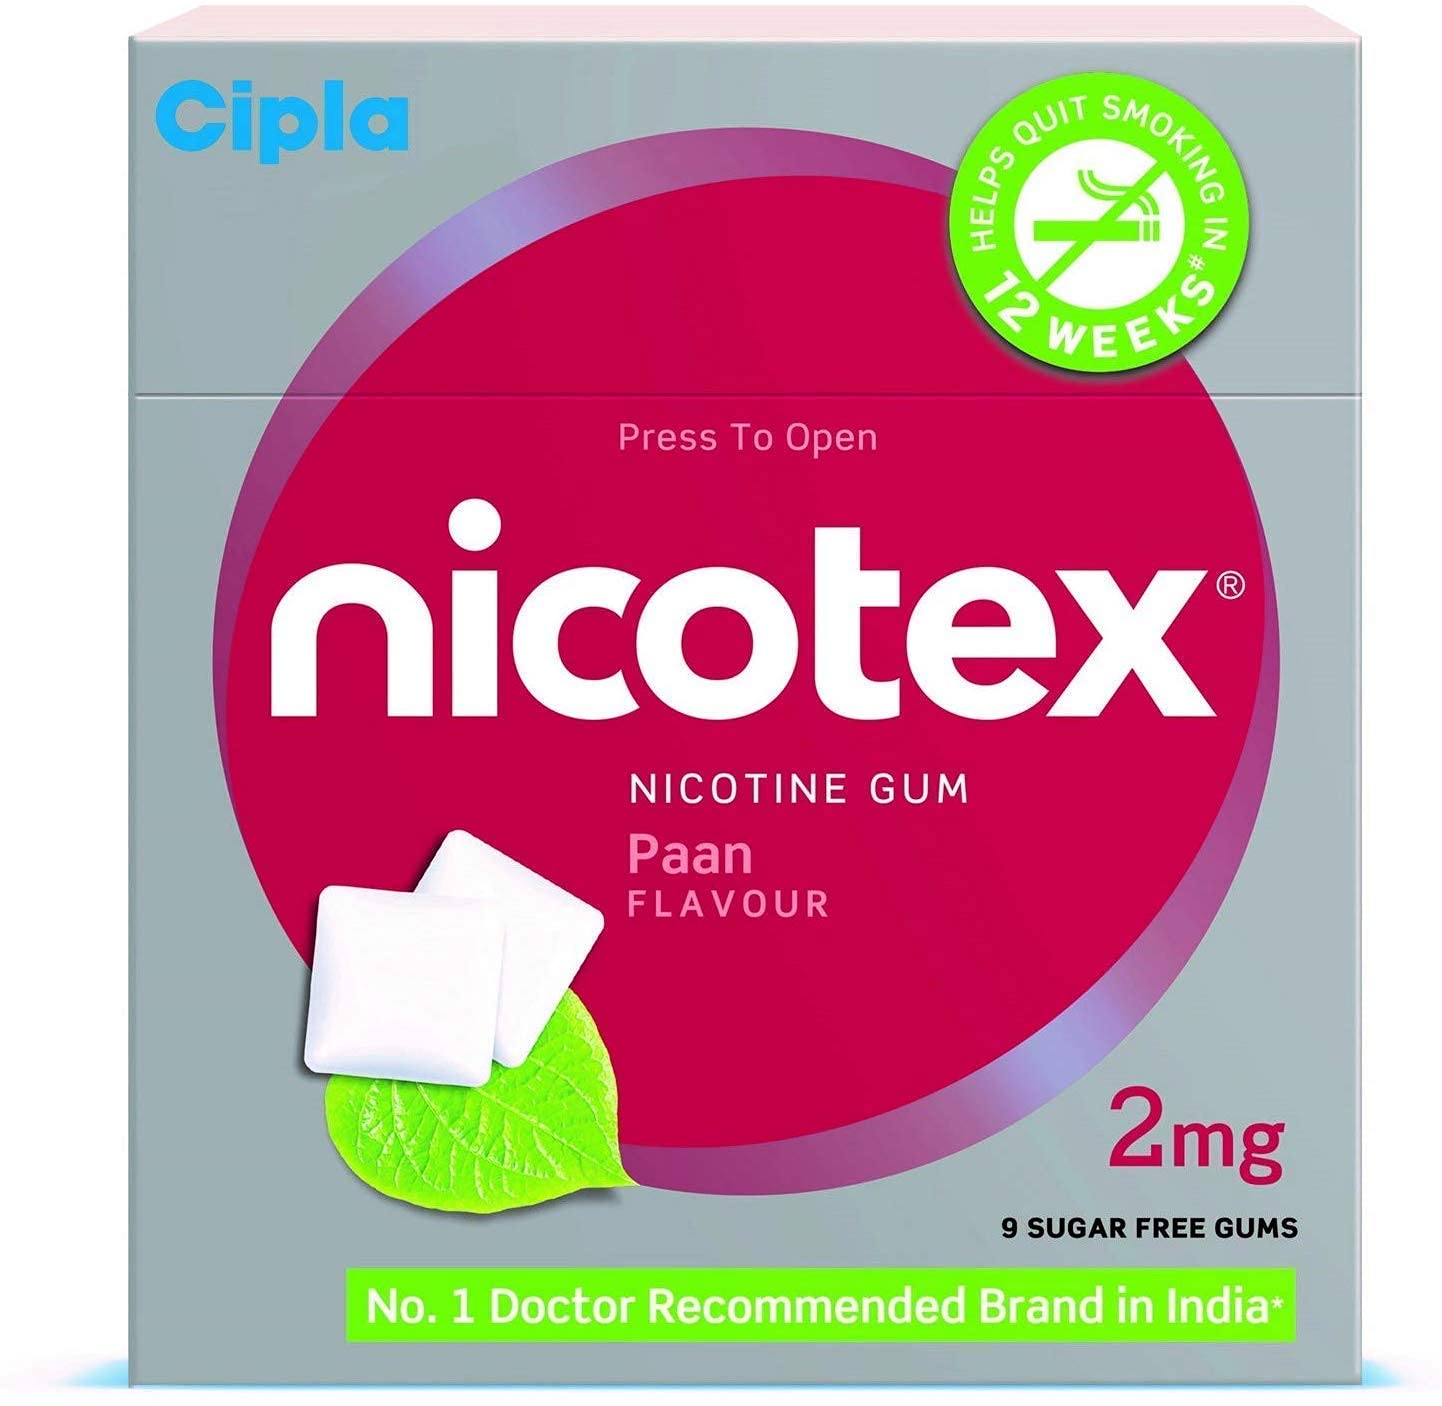 Cipla
HELPS QUIT SMOKING IN
12 WEEKS#
Press To Open
nicotex®
NICOTINE GUM
Paan
FLAVOUR
2mg
9 SUGAR FREE GUMS
No. 1 Doctor Recommended Brand in India*